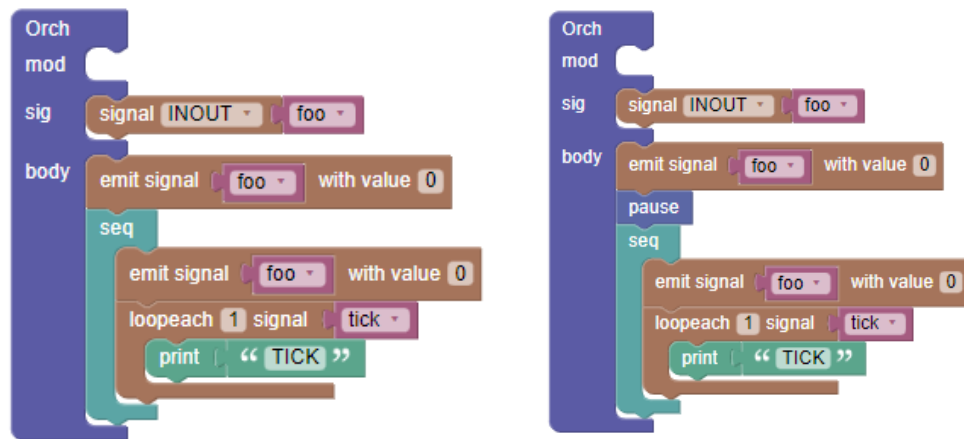 Orch
mod
sig signal INOUT foo
body emit signal foo with value 0
seq
emit signal foo with value 0
loopeach 1 signal tick
print “ TICK ”
Orch
mod
sig signal INOUT foo
body emit signal foo with value 0
pause
seq
emit signal foo with value 0
loopeach 1 signal tick
print “ TICK ”